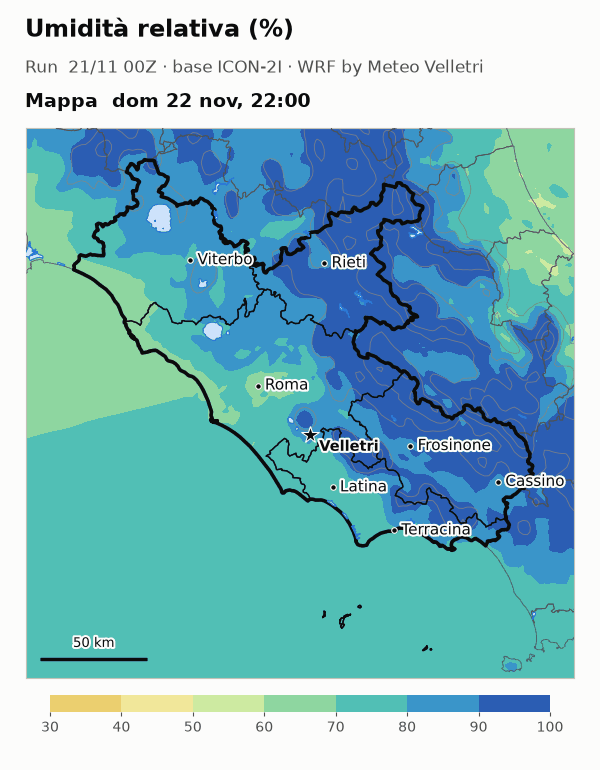 Umidità relativa (%)
Run  21/11 00Z · base ICON-2I · WRF by Meteo Velletri
Mappa  dom 22 nov, 22:00
Viterbo
Rieti
Roma
Velletri
Frosinone
Cassino
Latina
Terracina
50 km
30 40 50 60 70 80 90 100